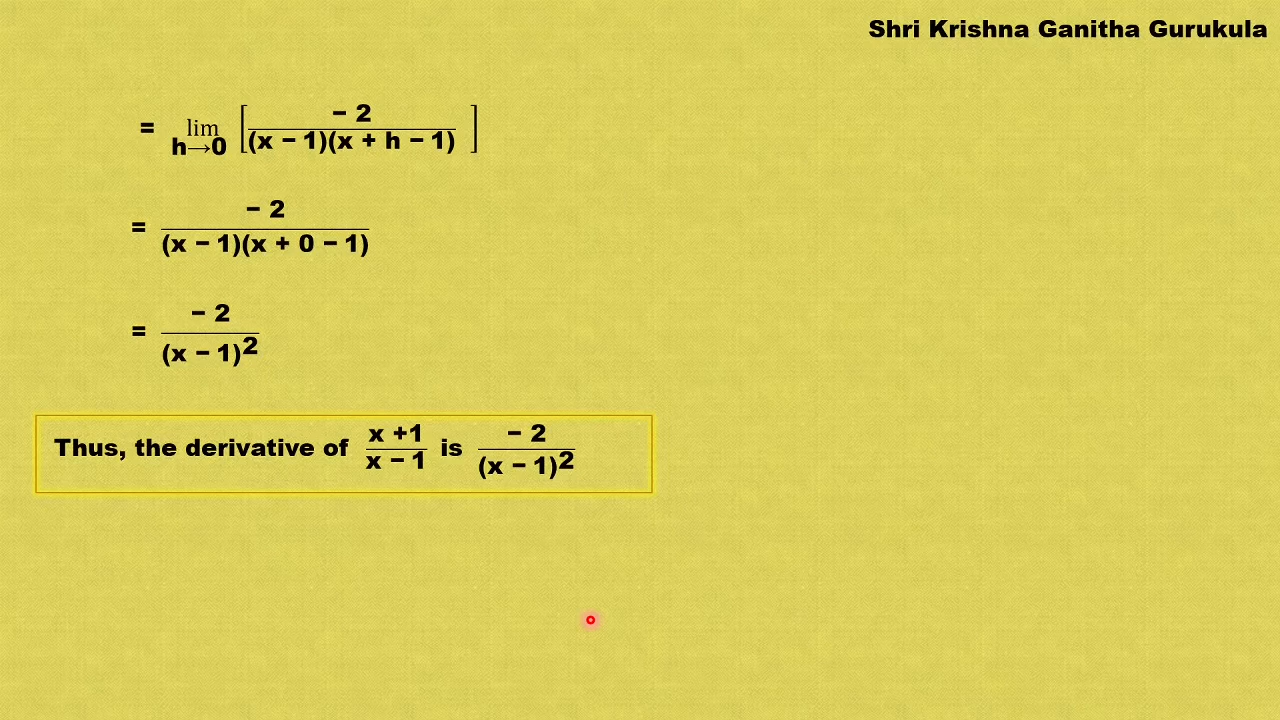 Shri Krishna Ganitha Gurukula
= lim h→0 [ − 2 / (x − 1)(x + h − 1) ]
= − 2 / (x − 1)(x + 0 − 1)
= − 2 / (x − 1)²
Thus, the derivative of x +1 / x − 1 is − 2 / (x − 1)²